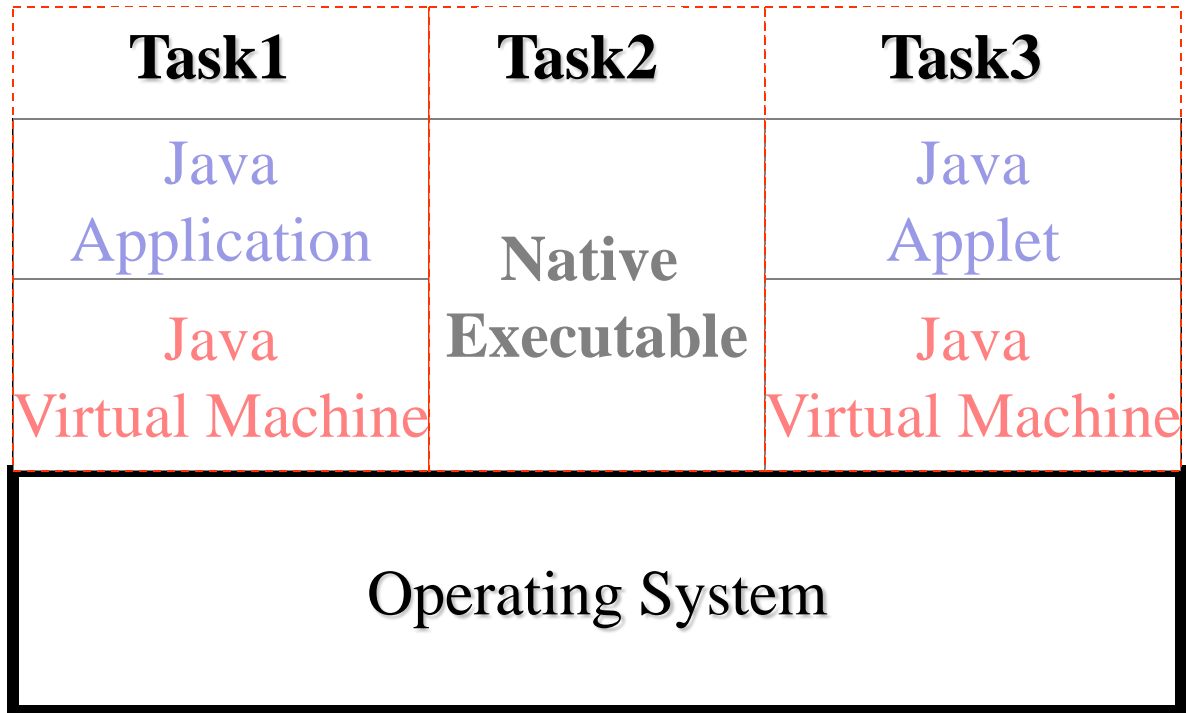 Task1
Task2
Task3
Java
Application
Native
Executable
Java
Applet
Java
Virtual Machine
Java
Virtual Machine
Operating System